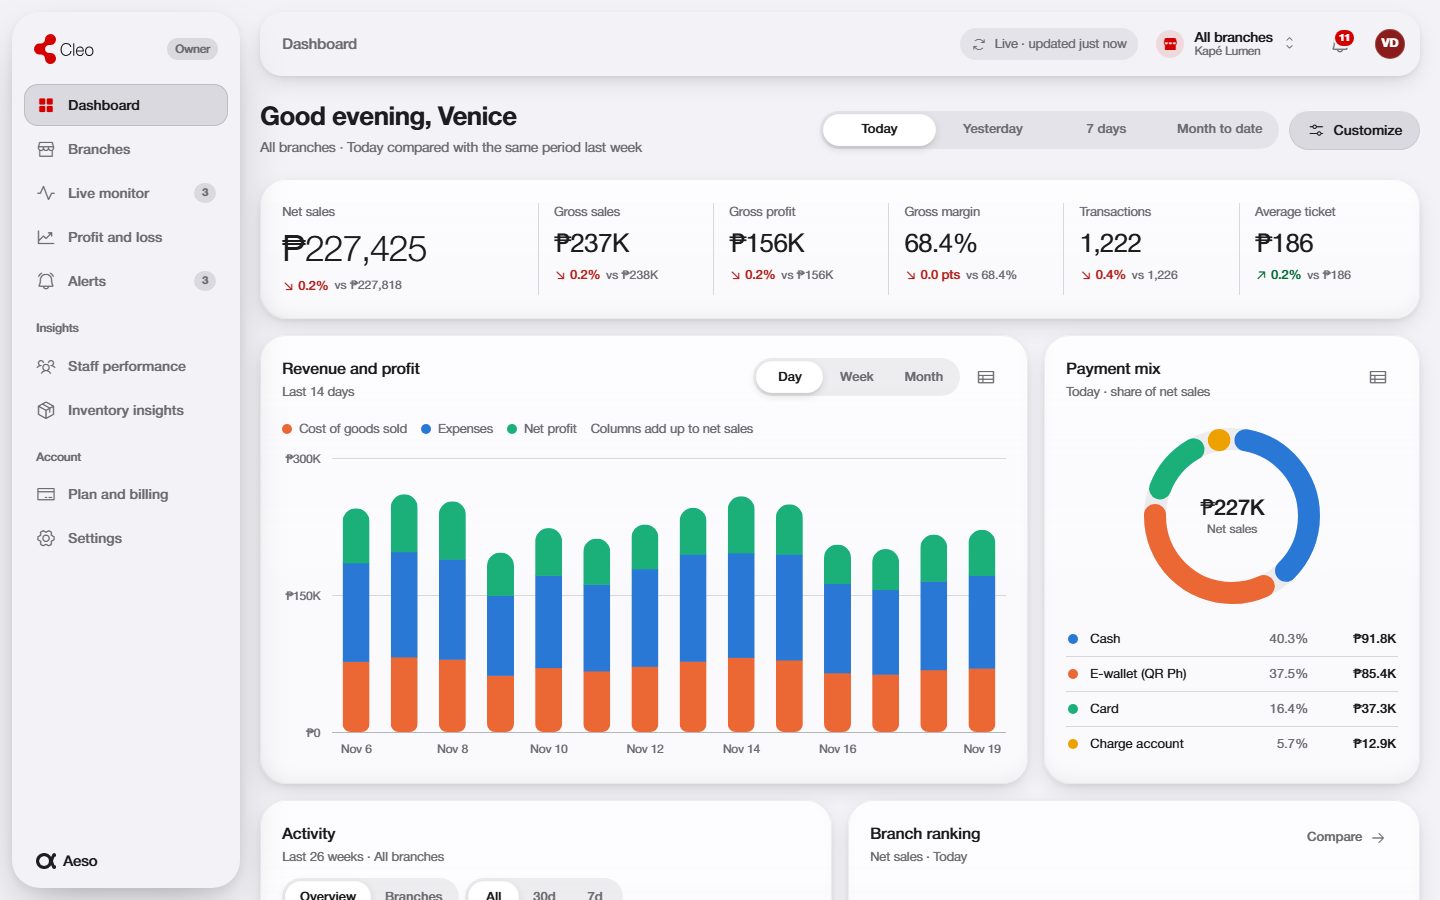 Cleo
Owner
Dashboard
Branches
Live monitor 3
Profit and loss
Alerts 3
Insights
Staff performance
Inventory insights
Account
Plan and billing
Settings
Aeso
Dashboard
Live · updated just now
All branches
Kapé Lumen
11
VD
Good evening, Venice
All branches · Today compared with the same period last week
Today Yesterday 7 days Month to date
Customize
Net sales
₱227,425
↘ 0.2% vs ₱227,818
Gross sales
₱237K
↘ 0.2% vs ₱238K
Gross profit
₱156K
↘ 0.2% vs ₱156K
Gross margin
68.4%
↘ 0.0 pts vs 68.4%
Transactions
1,222
↘ 0.4% vs 1,226
Average ticket
₱186
↗ 0.2% vs ₱186
Revenue and profit
Last 14 days
Day Week Month
Cost of goods sold Expenses Net profit Columns add up to net sales
₱300K
₱150K
₱0
Nov 6 Nov 8 Nov 10 Nov 12 Nov 14 Nov 16 Nov 19
Payment mix
Today · share of net sales
₱227K
Net sales
Cash 40.3% ₱91.8K
E-wallet (QR Ph) 37.5% ₱85.4K
Card 16.4% ₱37.3K
Charge account 5.7% ₱12.9K
Activity
Last 26 weeks · All branches
Overview Branches All 30d 7d
Branch ranking
Net sales · Today
Compare →